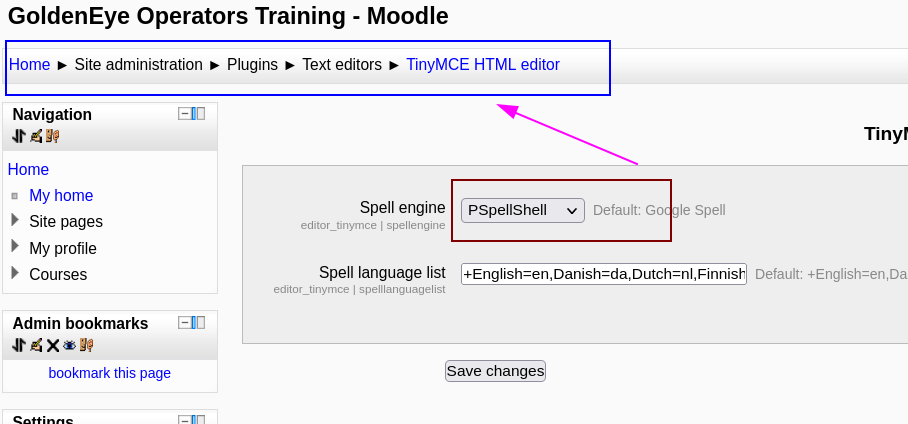 GoldenEye Operators Training - Moodle
Home ► Site administration ► Plugins ► Text editors ► TinyMCE HTML editor
Navigation
Home
My home
Site pages
My profile
Courses
Admin bookmarks
bookmark this page
Settings
TinyM
Spell engine PSpellShell Default: Google Spell
editor_tinymce | spellengine
Spell language list +English=en,Danish=da,Dutch=nl,Finnish Default: +English=en,Da
editor_tinymce | spelllanguagelist
Save changes